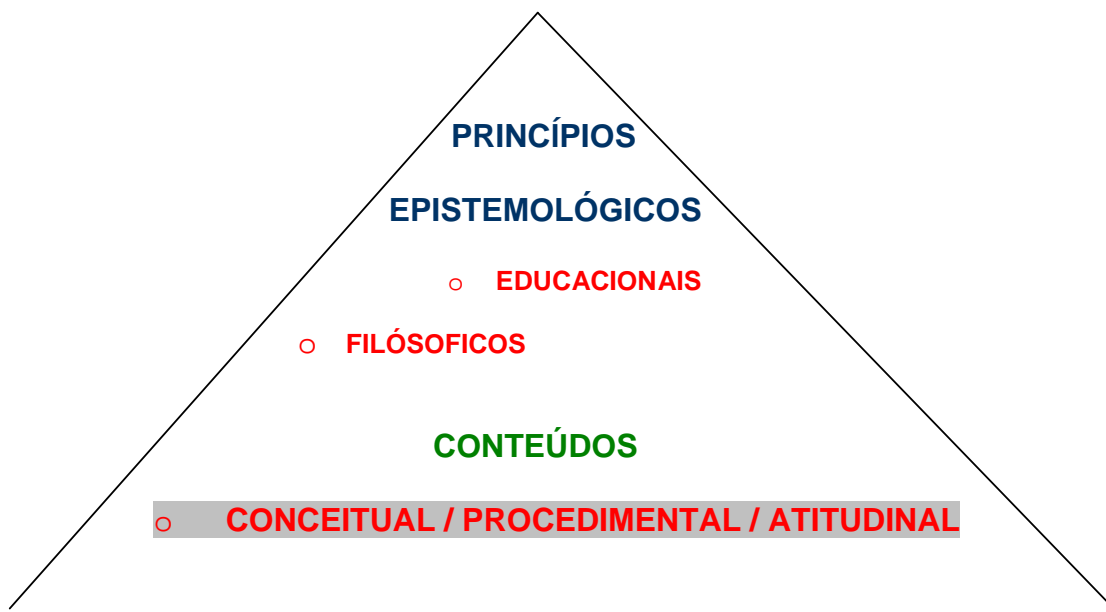 PRINCÍPIOS
EPISTEMOLÓGICOS
o EDUCACIONAIS
o FILÓSOFICOS
CONTEÚDOS
o CONCEITUAL / PROCEDIMENTAL / ATITUDINAL